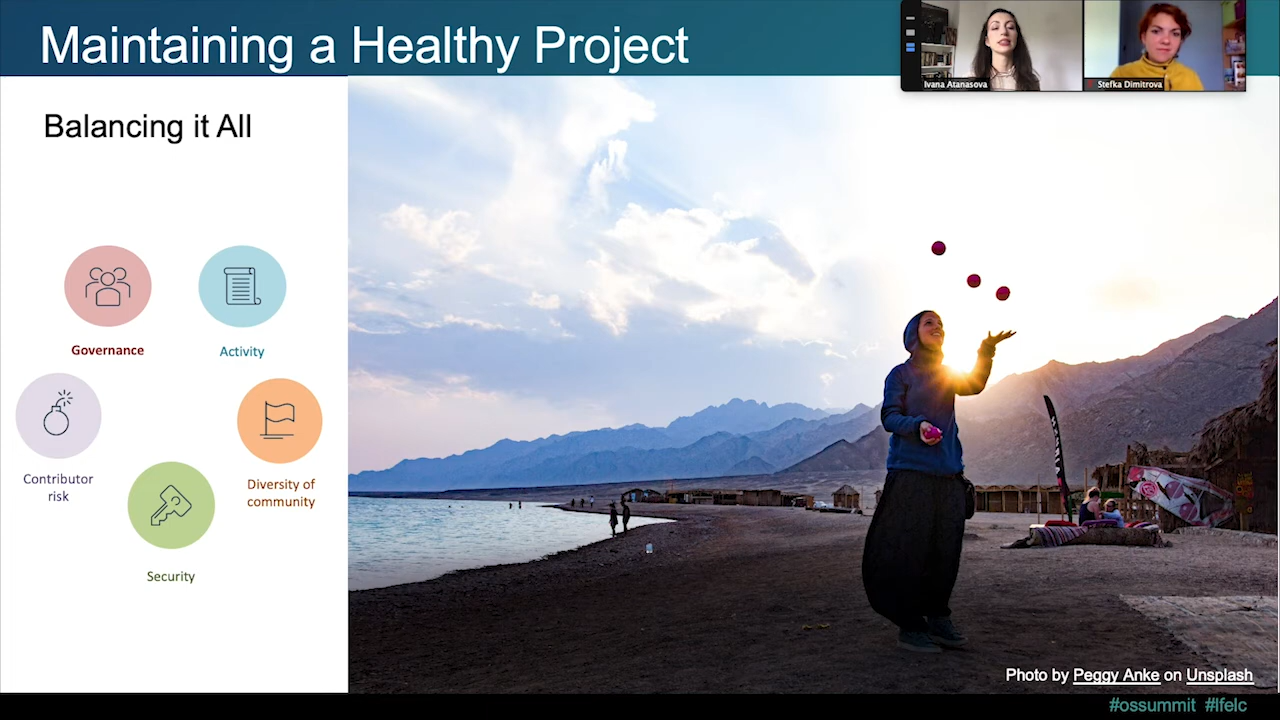 Maintaining a Healthy Project
Ivana Atanasova
Stefka Dimitrova
Balancing it All
Governance
Activity
Contributor
risk
Diversity of
community
Security
Photo by Peggy Anke on Unsplash
#ossummit #lfelc